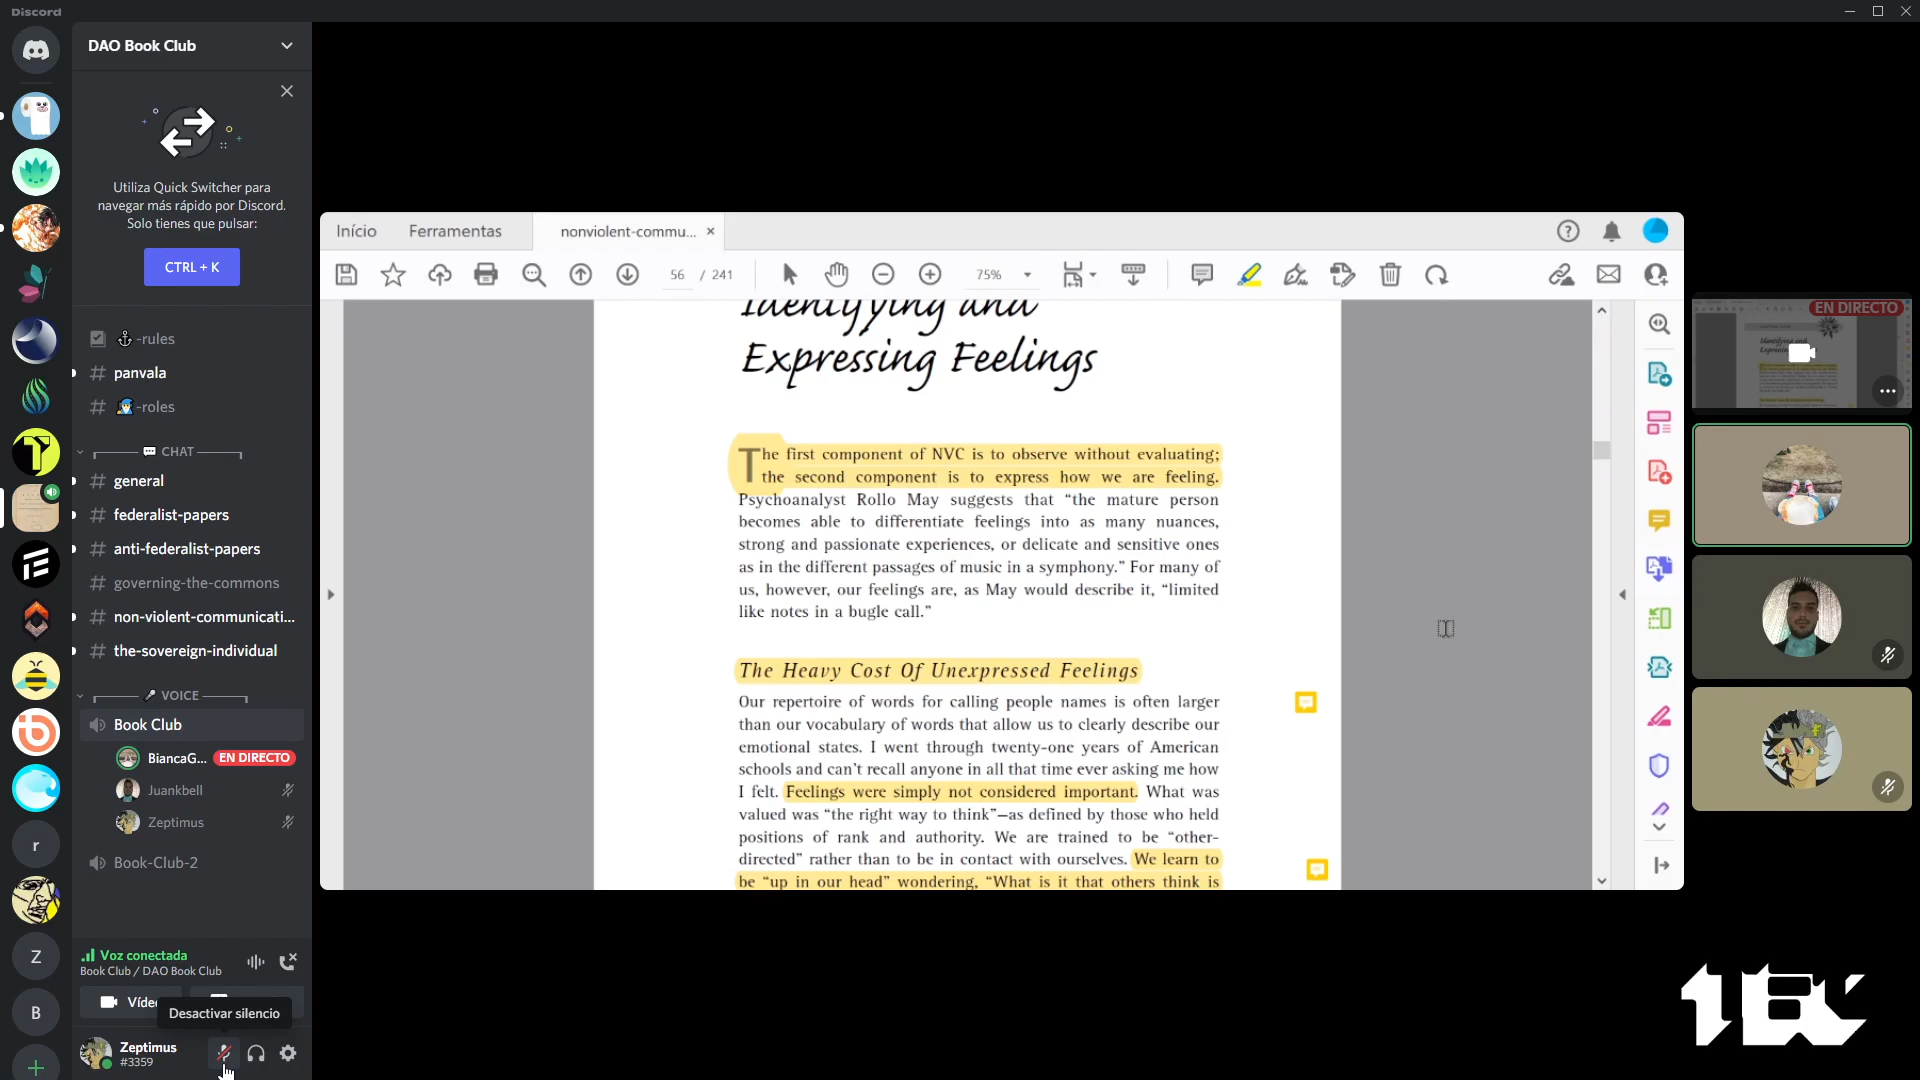 Discord
DAO Book Club
Utiliza Quick Switcher para
navegar más rápido por Discord.
Solo tienes que pulsar:
CTRL + K
-rules
panvala
-roles
CHAT
general
federalist-papers
anti-federalist-papers
governing-the-commons
non-violent-communicati...
the-sovereign-individual
VOICE
Book Club
BiancaG... EN DIRECTO
Juankbell
Zeptimus
Book-Club-2
r
Z
B
Voz conectada
Book Club / DAO Book Club
Desactivar silencio
Zeptimus
#3359
Início Ferramentas nonviolent-commu...
56 / 241 75%
Expressing Feelings
The first component of NVC is to observe without evaluating;
the second component is to express how we are feeling.
Psychoanalyst Rollo May suggests that “the mature person
becomes able to differentiate feelings into as many nuances,
strong and passionate experiences, or delicate and sensitive ones
as in the different passages of music in a symphony.” For many of
us, however, our feelings are, as May would describe it, “limited
like notes in a bugle call.”
The Heavy Cost Of Unexpressed Feelings
Our repertoire of words for calling people names is often larger
than our vocabulary of words that allow us to clearly describe our
emotional states. I went through twenty-one years of American
schools and can’t recall anyone in all that time ever asking me how
I felt. Feelings were simply not considered important. What was
valued was “the right way to think”—as defined by those who held
positions of rank and authority. We are trained to be “other-
directed” rather than to be in contact with ourselves. We learn to
be “up in our head” wondering, “What is it that others think is
EN DIRECTO